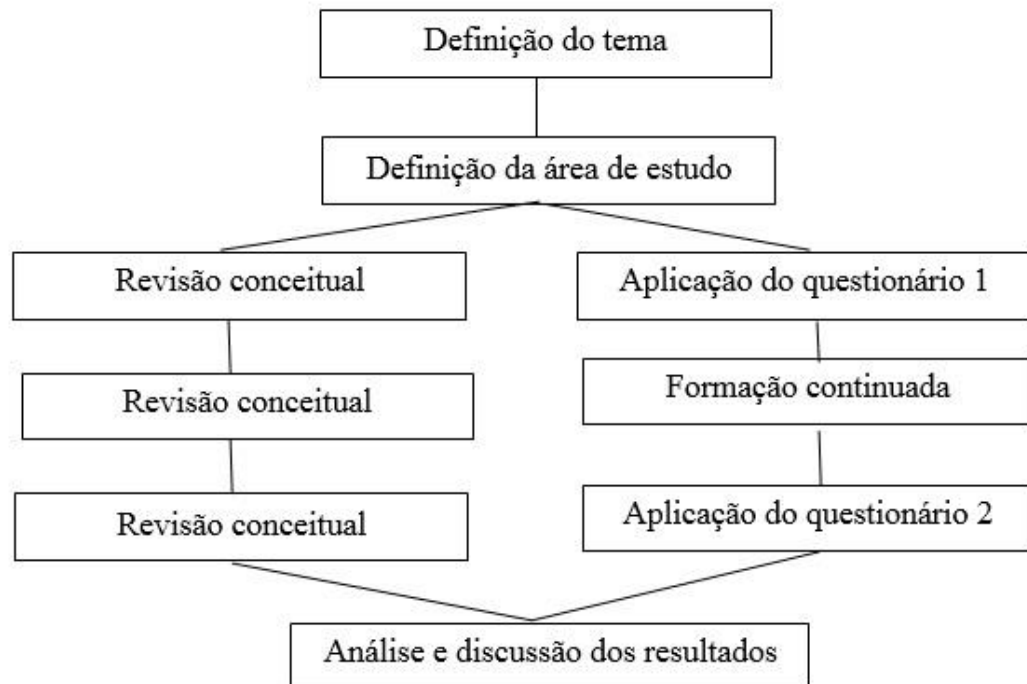 Definição do tema
Definição da área de estudo
Revisão conceitual
Aplicação do questionário 1
Revisão conceitual
Formação continuada
Revisão conceitual
Aplicação do questionário 2
Análise e discussão dos resultados